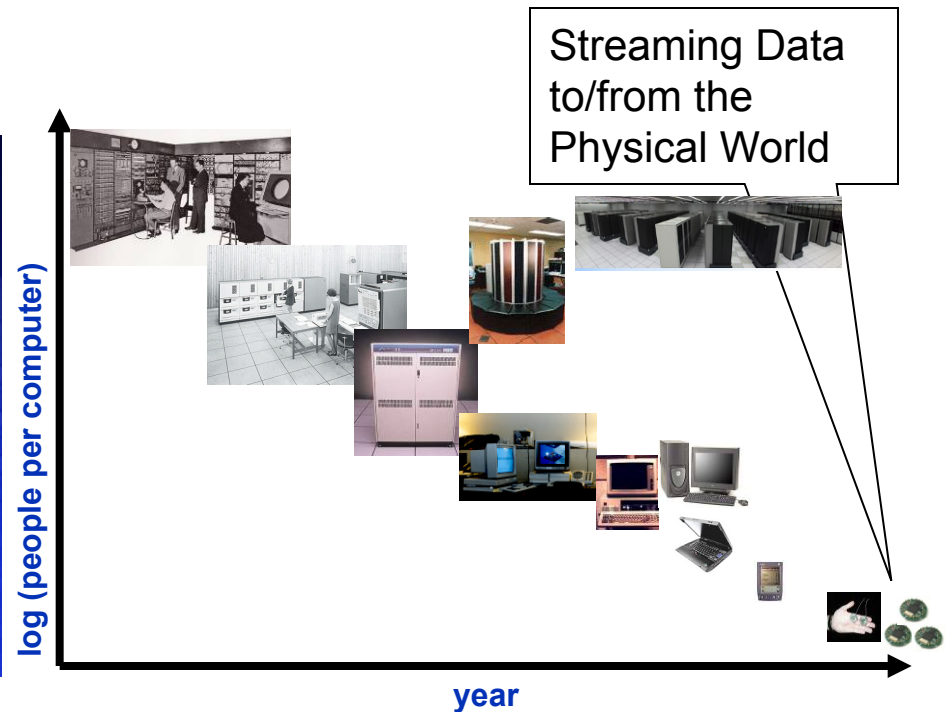 Streaming Data
to/from the
Physical World
log (people per computer)
year